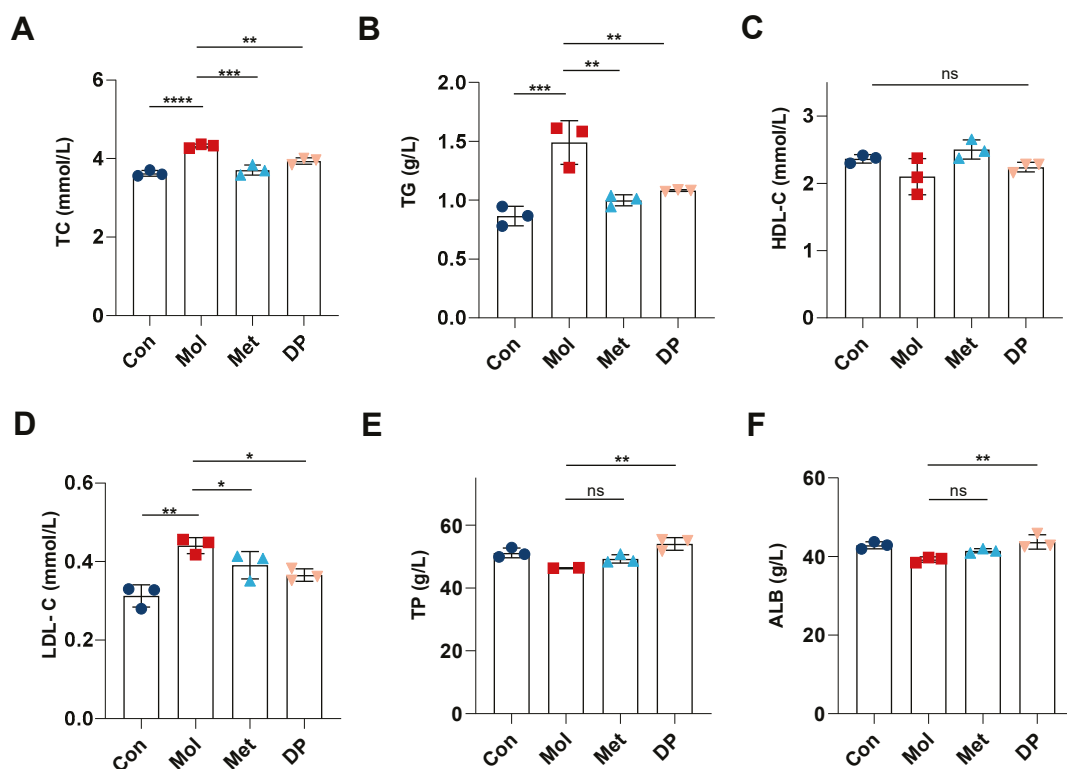 A
TC (mmol/L)
6
4
2
0
****
***
**
Con
Mol
Met
DP
B
TG (g/L)
2.0
1.5
1.0
0.5
0.0
***
**
**
Con
Mol
Met
DP
C
HDL-C (mmol/L)
3
2
1
0
ns
Con
Mol
Met
DP
D
LDL- C (mmol/L)
0.6
0.4
0.2
0.0
**
*
*
Con
Mol
Met
DP
E
TP (g/L)
60
40
20
0
ns
**
Con
Mol
Met
DP
F
ALB (g/L)
60
40
20
0
ns
**
Con
Mol
Met
DP